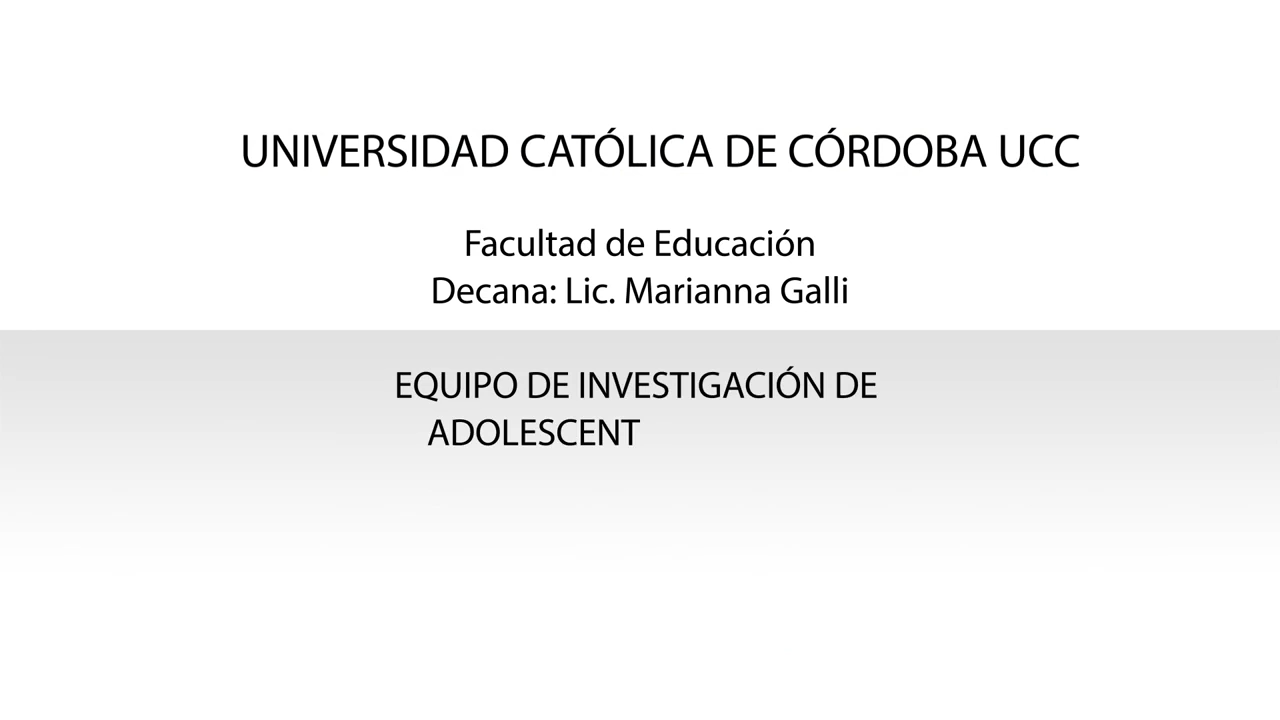 UNIVERSIDAD CATÓLICA DE CÓRDOBA UCC
Facultad de Educación
Decana: Lic. Marianna Galli
EQUIPO DE INVESTIGACIÓN DE
ADOLESCENT